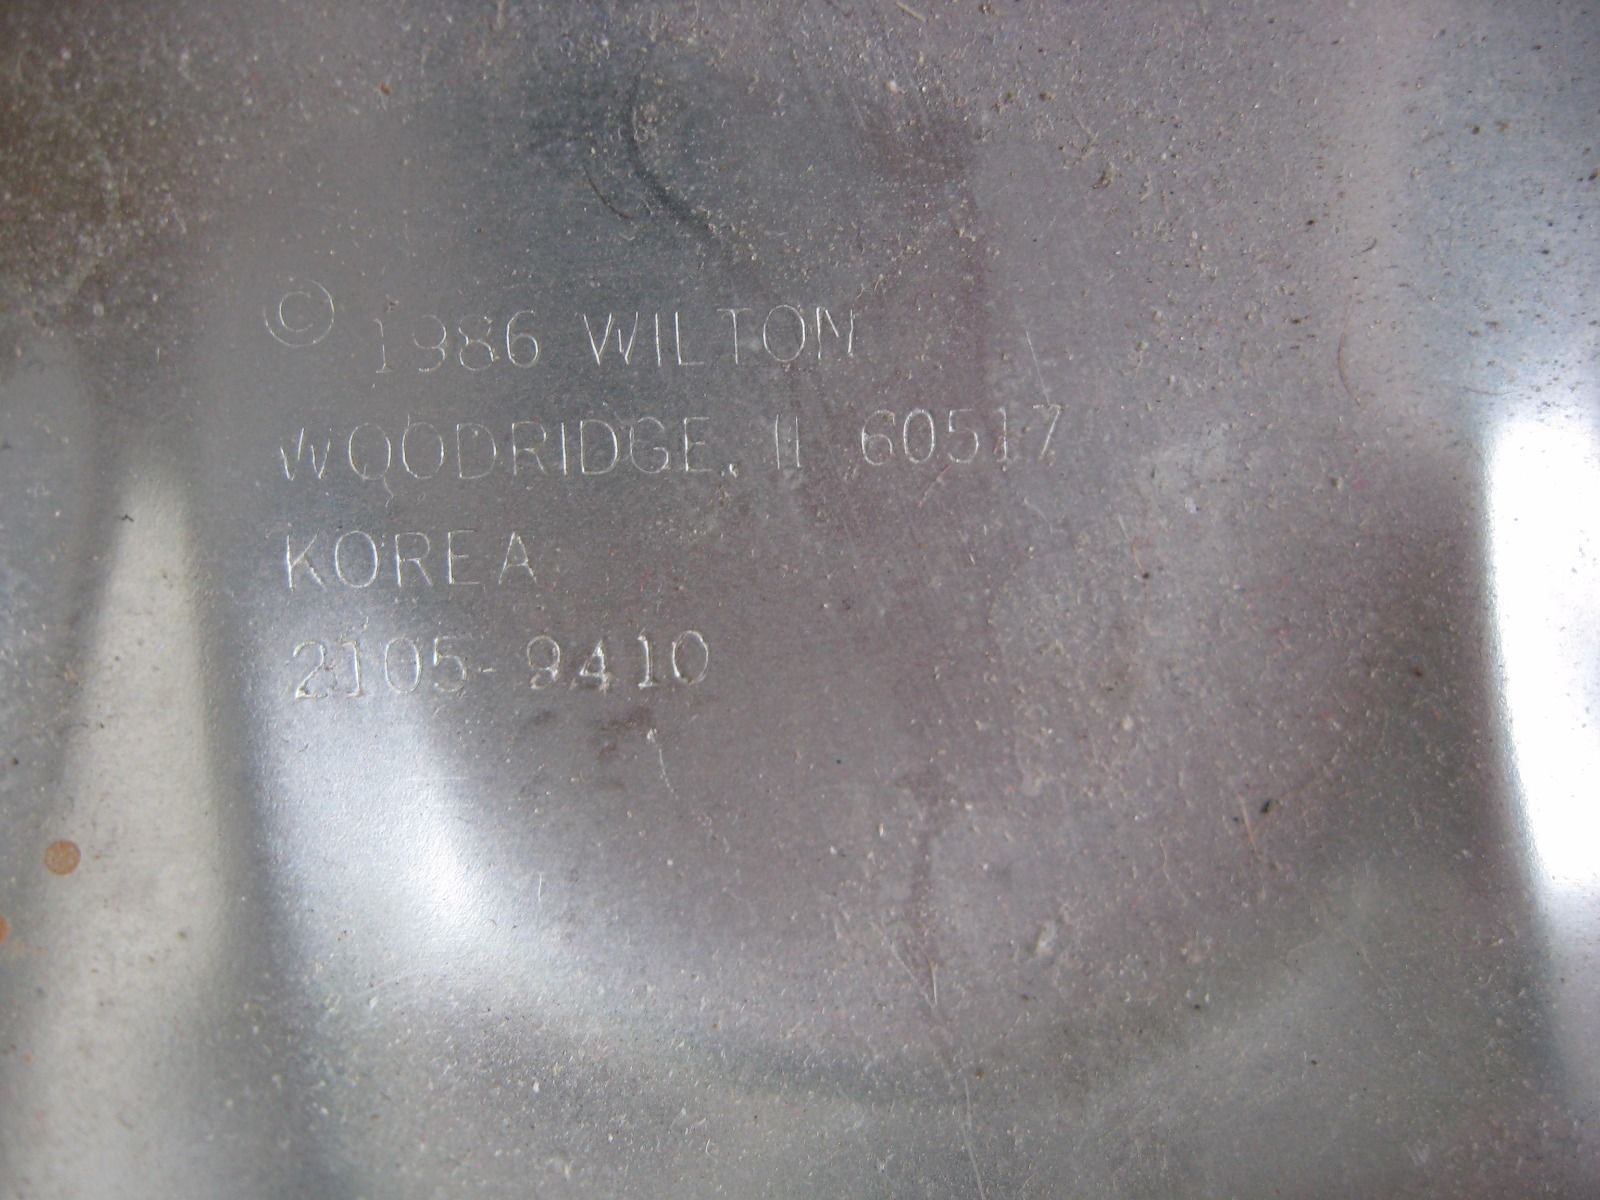 © 1986 WILTON
WOODRIDGE, Il 60517
KOREA
2105-9410